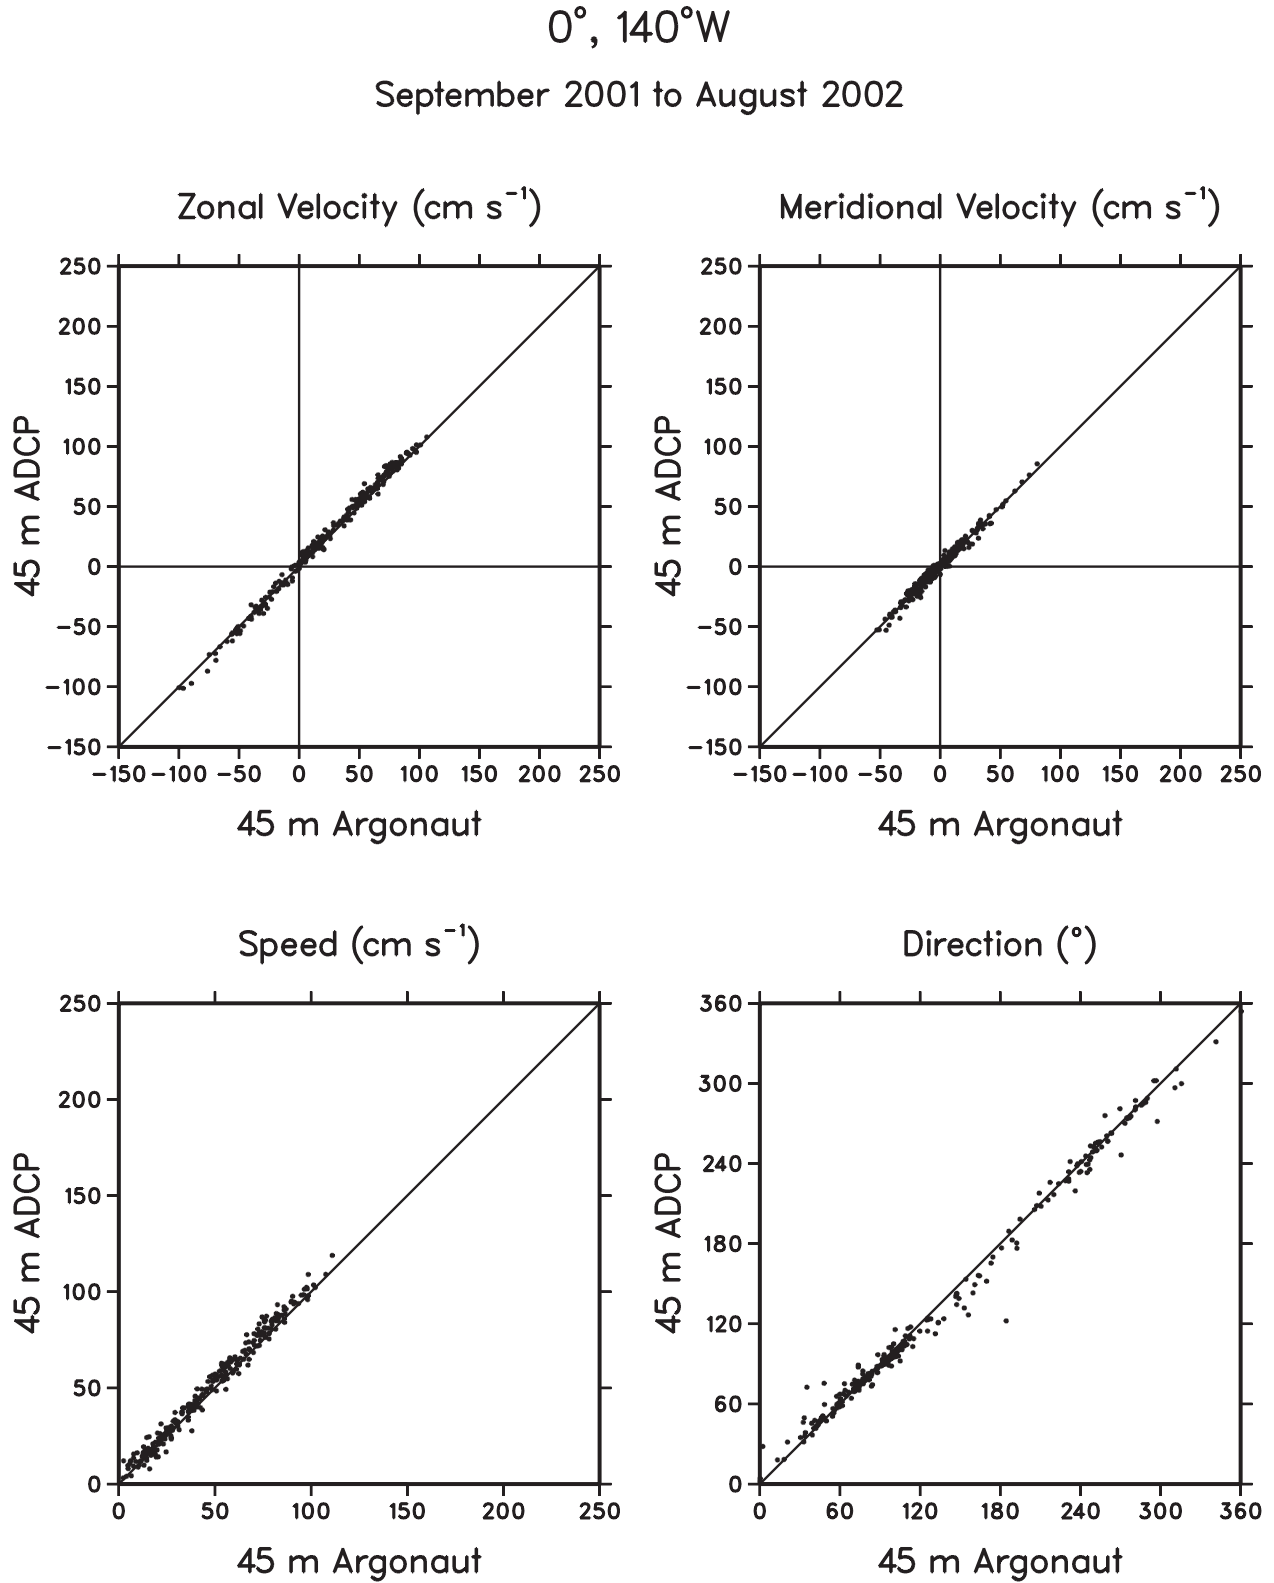 0°, 140°W
September 2001 to August 2002
Zonal Velocity (cm s⁻¹)
250
200
150
100
50
0
−50
−100
−150
−150 −100 −50 0 50 100 150 200 250
45 m ADCP
45 m Argonaut
Meridional Velocity (cm s⁻¹)
250
200
150
100
50
0
−50
−100
−150
−150 −100 −50 0 50 100 150 200 250
45 m ADCP
45 m Argonaut
Speed (cm s⁻¹)
250
200
150
100
50
0
0 50 100 150 200 250
45 m ADCP
45 m Argonaut
Direction (°)
360
300
240
180
120
60
0
0 60 120 180 240 300 360
45 m ADCP
45 m Argonaut